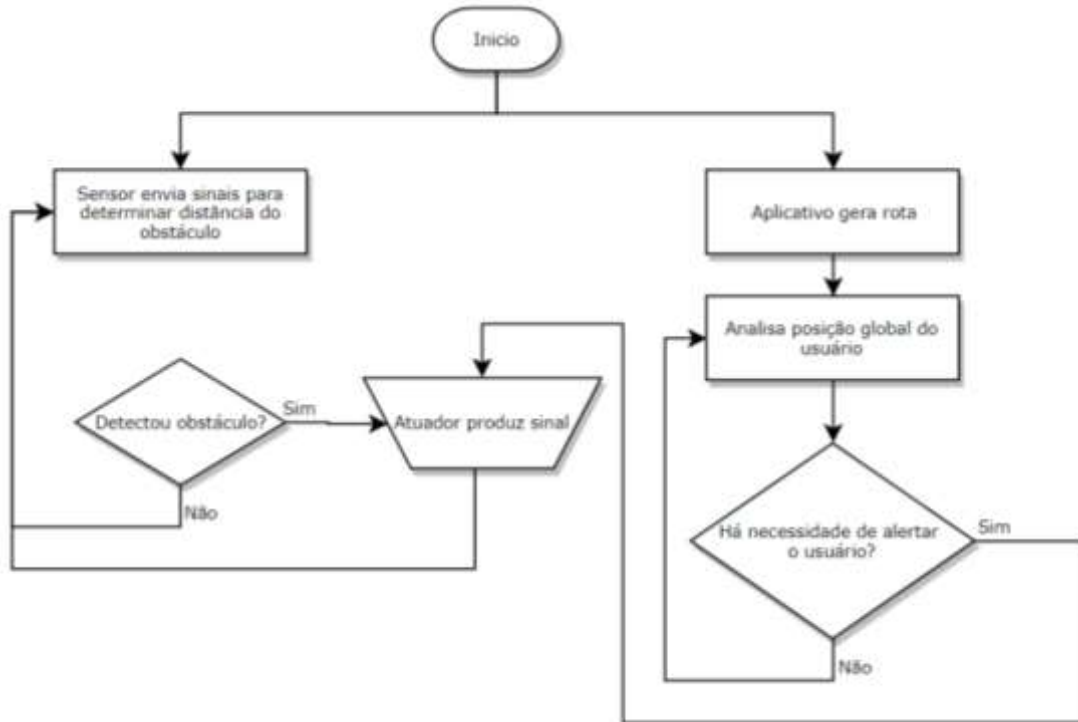 Inicio
Sensor envia sinais para
determinar distância do
obstáculo
Aplicativo gera rota
Analisa posição global do
usuário
Detectou obstáculo?
Sim
Atuador produz sinal
Não
Há necessidade de alertar
o usuário?
Sim
Não